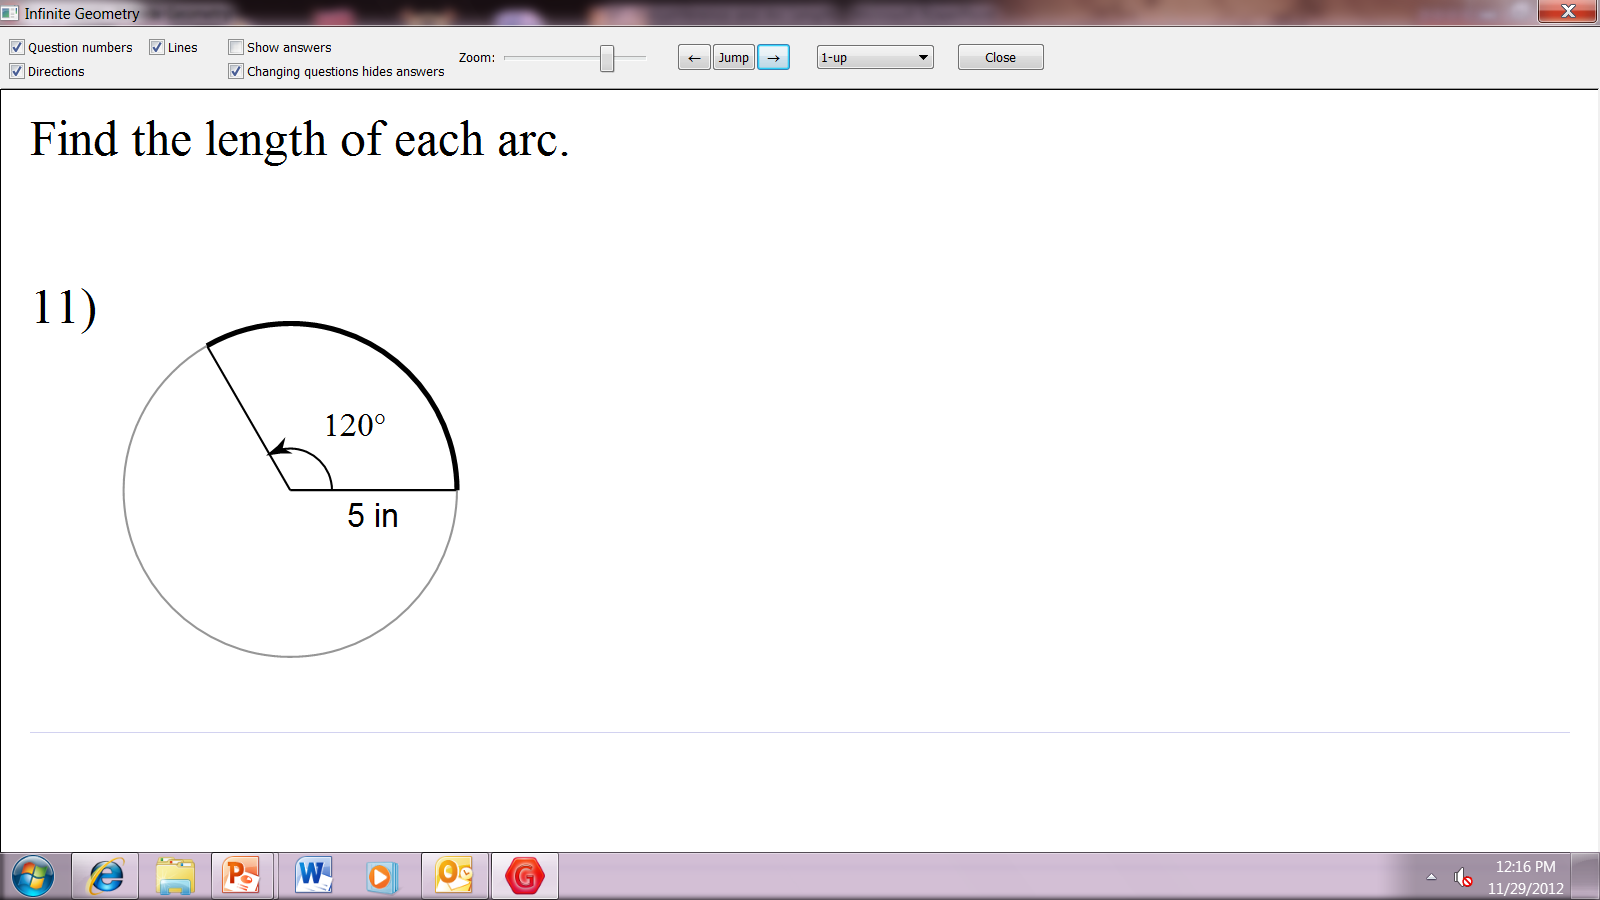 Infinite Geometry
Question numbers Lines Show answers
Directions Changing questions hides answers
Zoom: ← Jump → 1-up Close
Find the length of each arc.
11)
120°
5 in
12:16 PM
11/29/2012